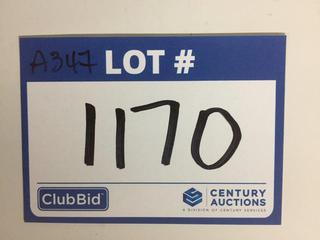 A347 LOT #
1170
ClubBid
CENTURY
AUCTIONS
A DIVISION OF CENTURY SERVICES